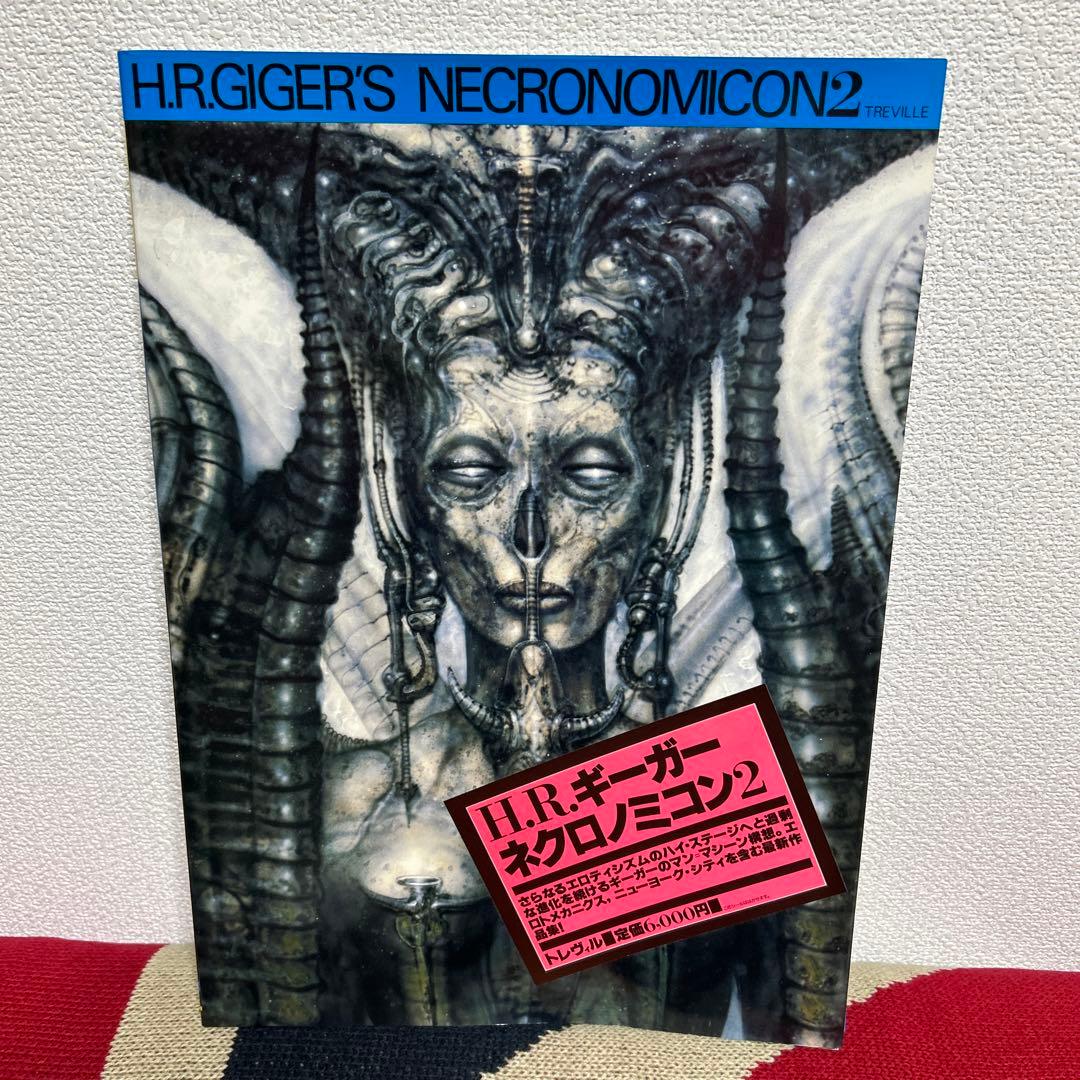 H.R.GIGER'S NECRONOMICON2
TREVILLE
H.R.ギーガー
ネクロノミコン2
さらなるエロティシズムのハイ・ステージへと過剰
な進化を続けるギーガーのマン=マシーン構想。エ
ロトメカニクス，ニューヨーク・シティを含む最新作
品集!
トレヴィル■定価6,000円■